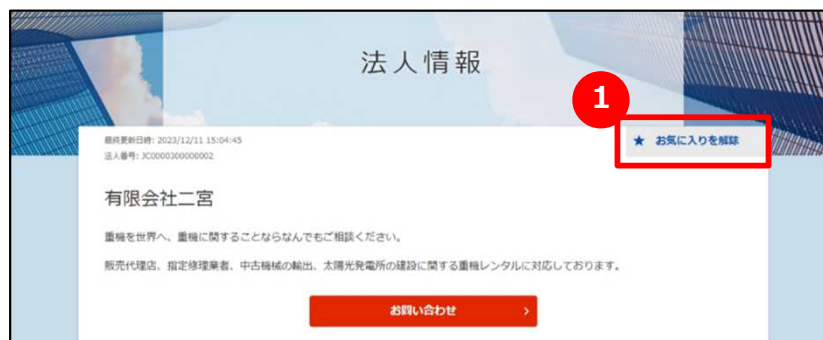 法人情報
1
最終更新日時: 2023/12/11 15:04:45
★ お気に入りを解除
法人番号: JC0000300000002
有限会社二宮
重機を世界へ、重機に関することならなんでもご相談ください。
販売代理店、指定修理業者、中古機械の輸出、太陽光発電所の建設に関する重機レンタルに対応しております。
お問い合わせ